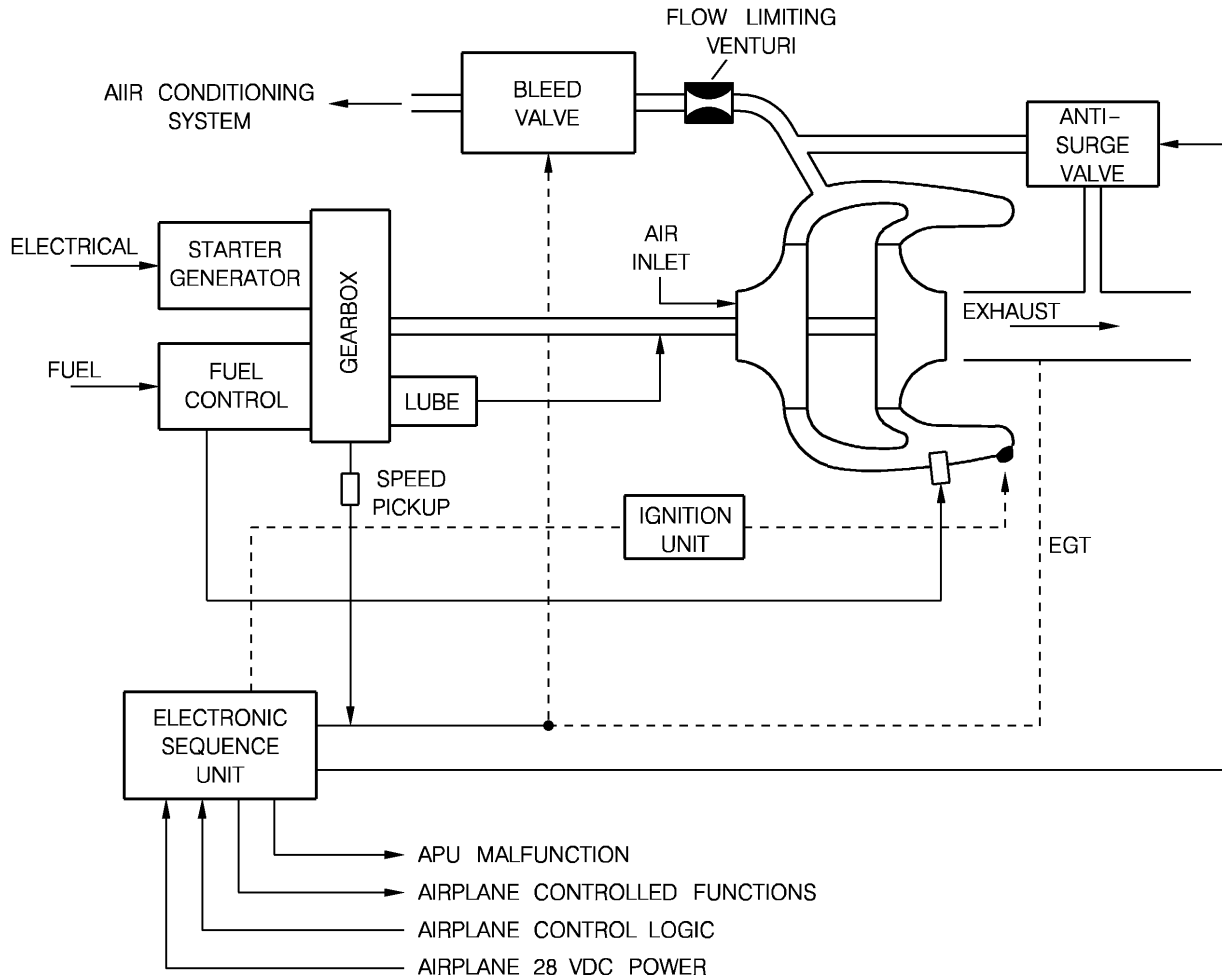 FLOW LIMITING
VENTURI
AIIR CONDITIONING
SYSTEM
BLEED
VALVE
ANTI-
SURGE
VALVE
ELECTRICAL
STARTER
GENERATOR
GEARBOX
AIR
INLET
EXHAUST
FUEL
FUEL
CONTROL
LUBE
SPEED
PICKUP
IGNITION
UNIT
EGT
ELECTRONIC
SEQUENCE
UNIT
APU MALFUNCTION
AIRPLANE CONTROLLED FUNCTIONS
AIRPLANE CONTROL LOGIC
AIRPLANE 28 VDC POWER